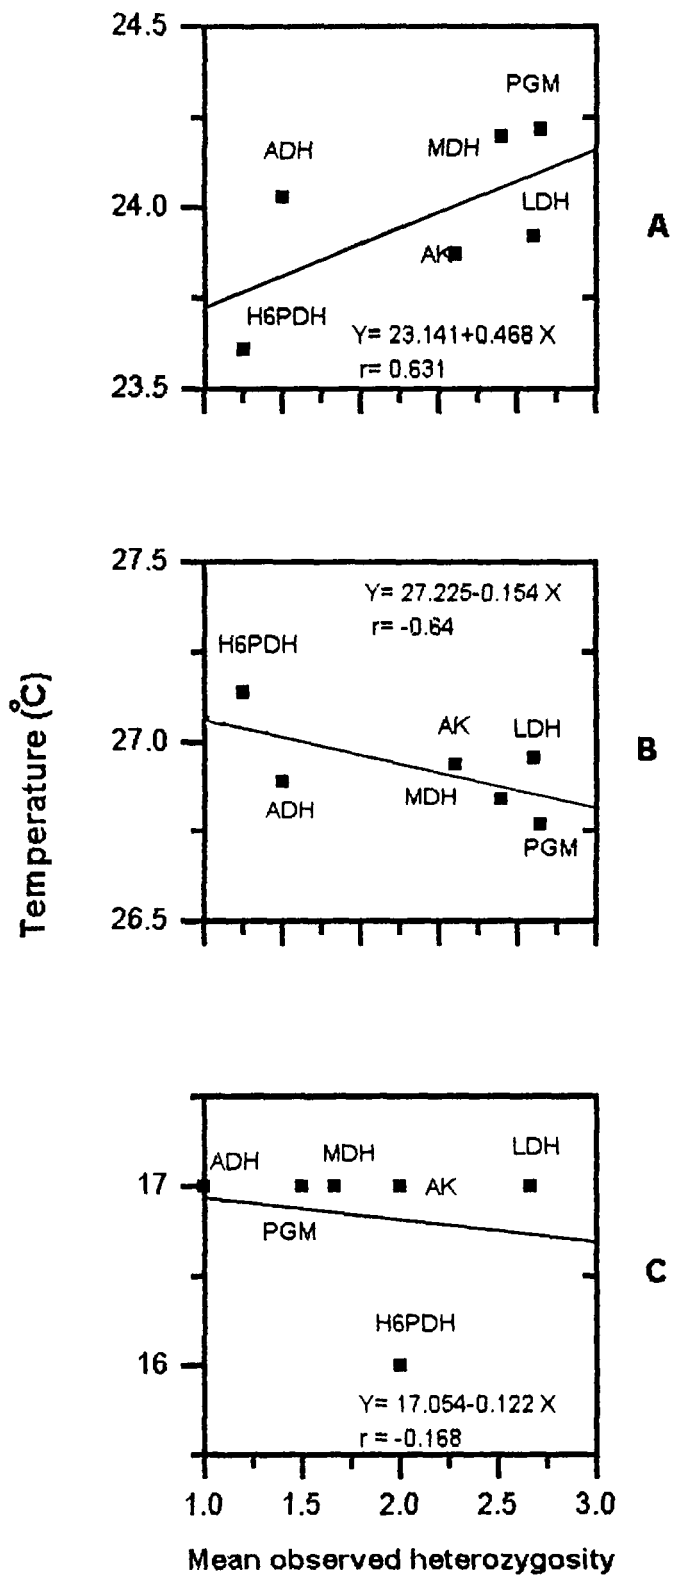 24.5
PGM
ADH
MDH
24.0
LDH
A
AK
H6PDH
Y= 23.141+0.468 X
r= 0.631
23.5
27.5
Y= 27.225-0.154 X
r= -0.64
H6PDH
AK
LDH
27.0
B
MDH
ADH
PGM
26.5
Temperature (°C)
LDH
MDH
ADH
17
AK
PGM
C
H6PDH
16
Y= 17.054-0.122 X
r = -0.168
1.0 1.5 2.0 2.5 3.0
Mean observed heterozygosity